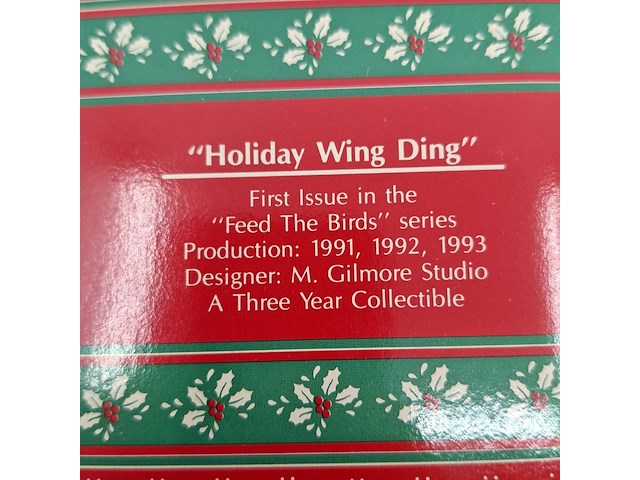 "Holiday Wing Ding"
First Issue in the
"Feed The Birds" series
Production: 1991, 1992, 1993
Designer: M. Gilmore Studio
A Three Year Collectible